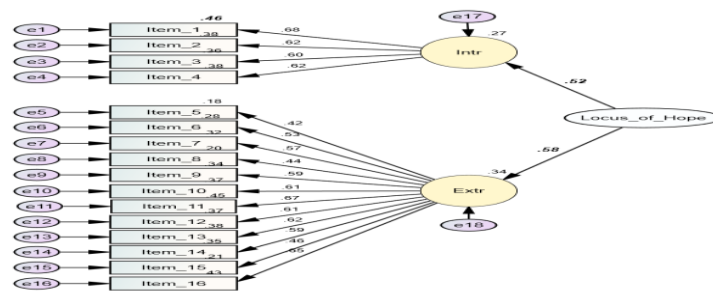 .46
e1 Item_1 .68
.38
e2 Item_2 .62
.36
e3 Item_3 .60
.38
e4 Item_4 .62
e17
.27
Intr
.52
Locus_of_Hope
.58
.34
Extr
e18
.18
e5 Item_5 .42
.28
e6 Item_6 .53
.32
e7 Item_7 .57
.20
e8 Item_8 .44
.34
e9 Item_9 .59
.37
e10 Item_10 .61
.45
e11 Item_11 .67
.37
e12 Item_12 .61
.38
e13 Item_13 .62
.35
e14 Item_14 .59
.21
e15 Item_15 .46
.43
e16 Item_16 .65